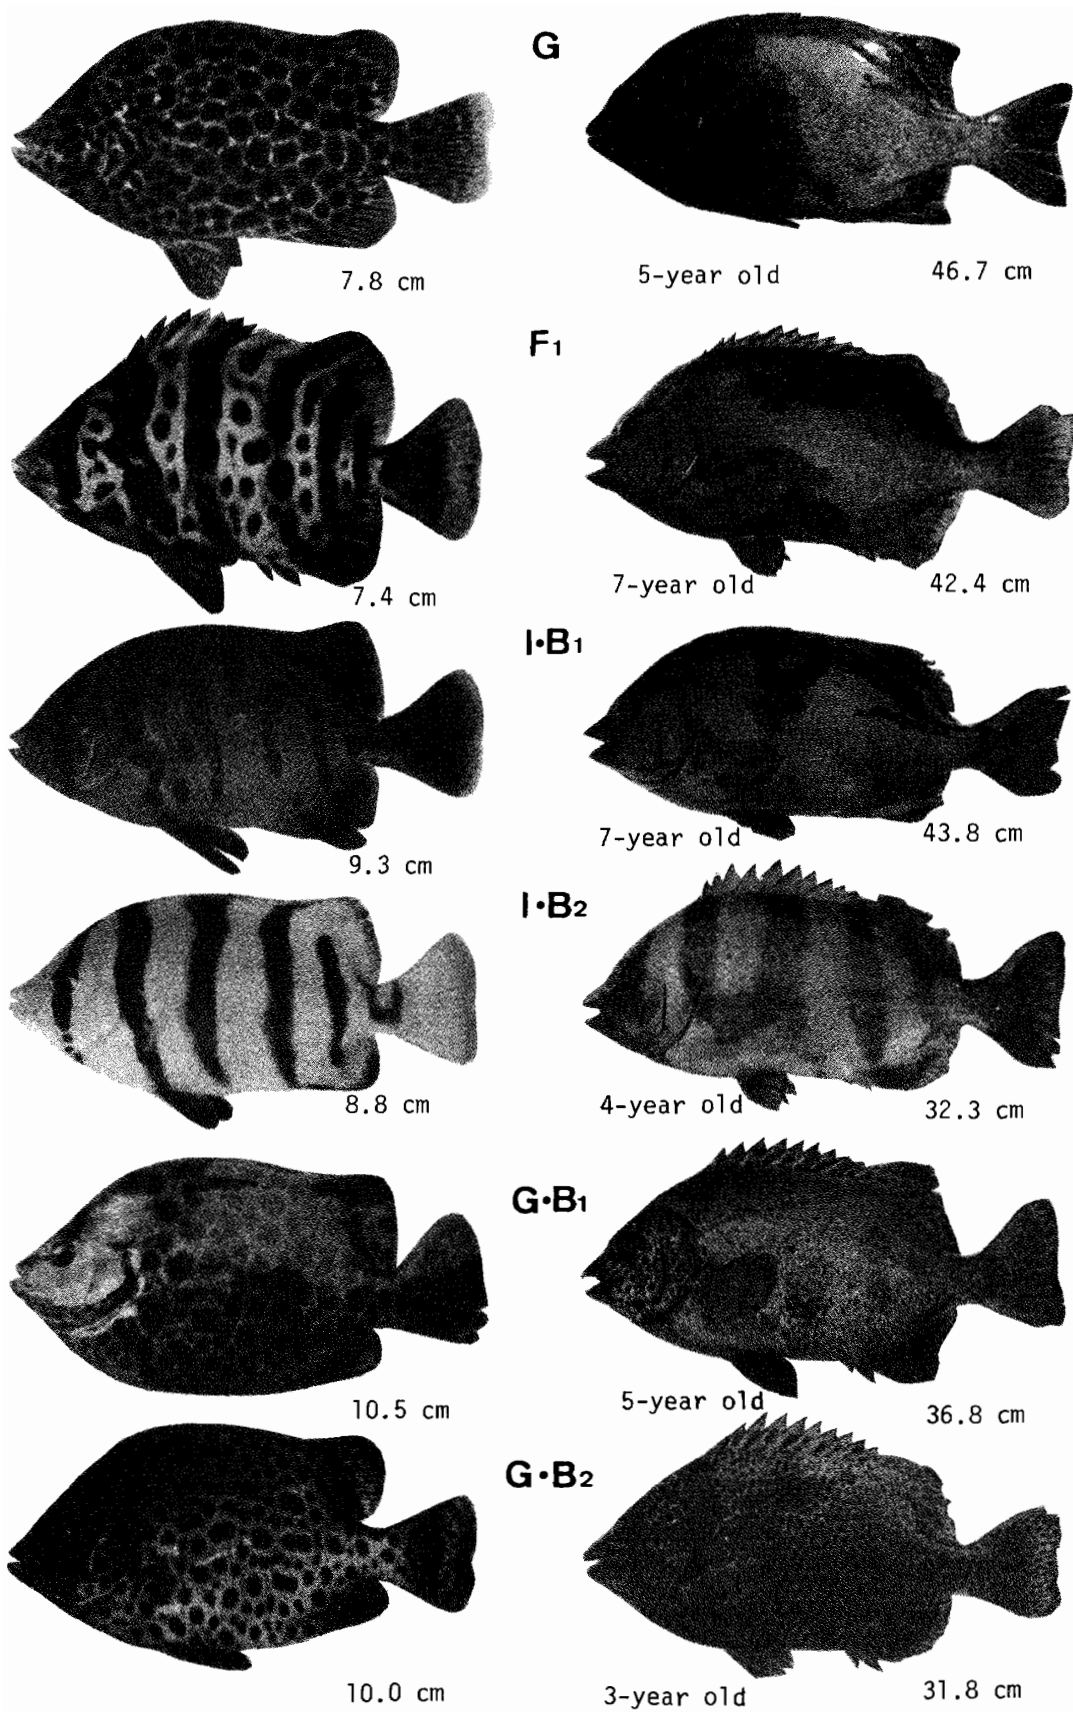 G
7.8 cm
5-year old 46.7 cm
F1
7.4 cm
7-year old 42.4 cm
I·B1
9.3 cm
7-year old 43.8 cm
I·B2
8.8 cm
4-year old 32.3 cm
G·B1
10.5 cm
5-year old 36.8 cm
G·B2
10.0 cm
3-year old 31.8 cm